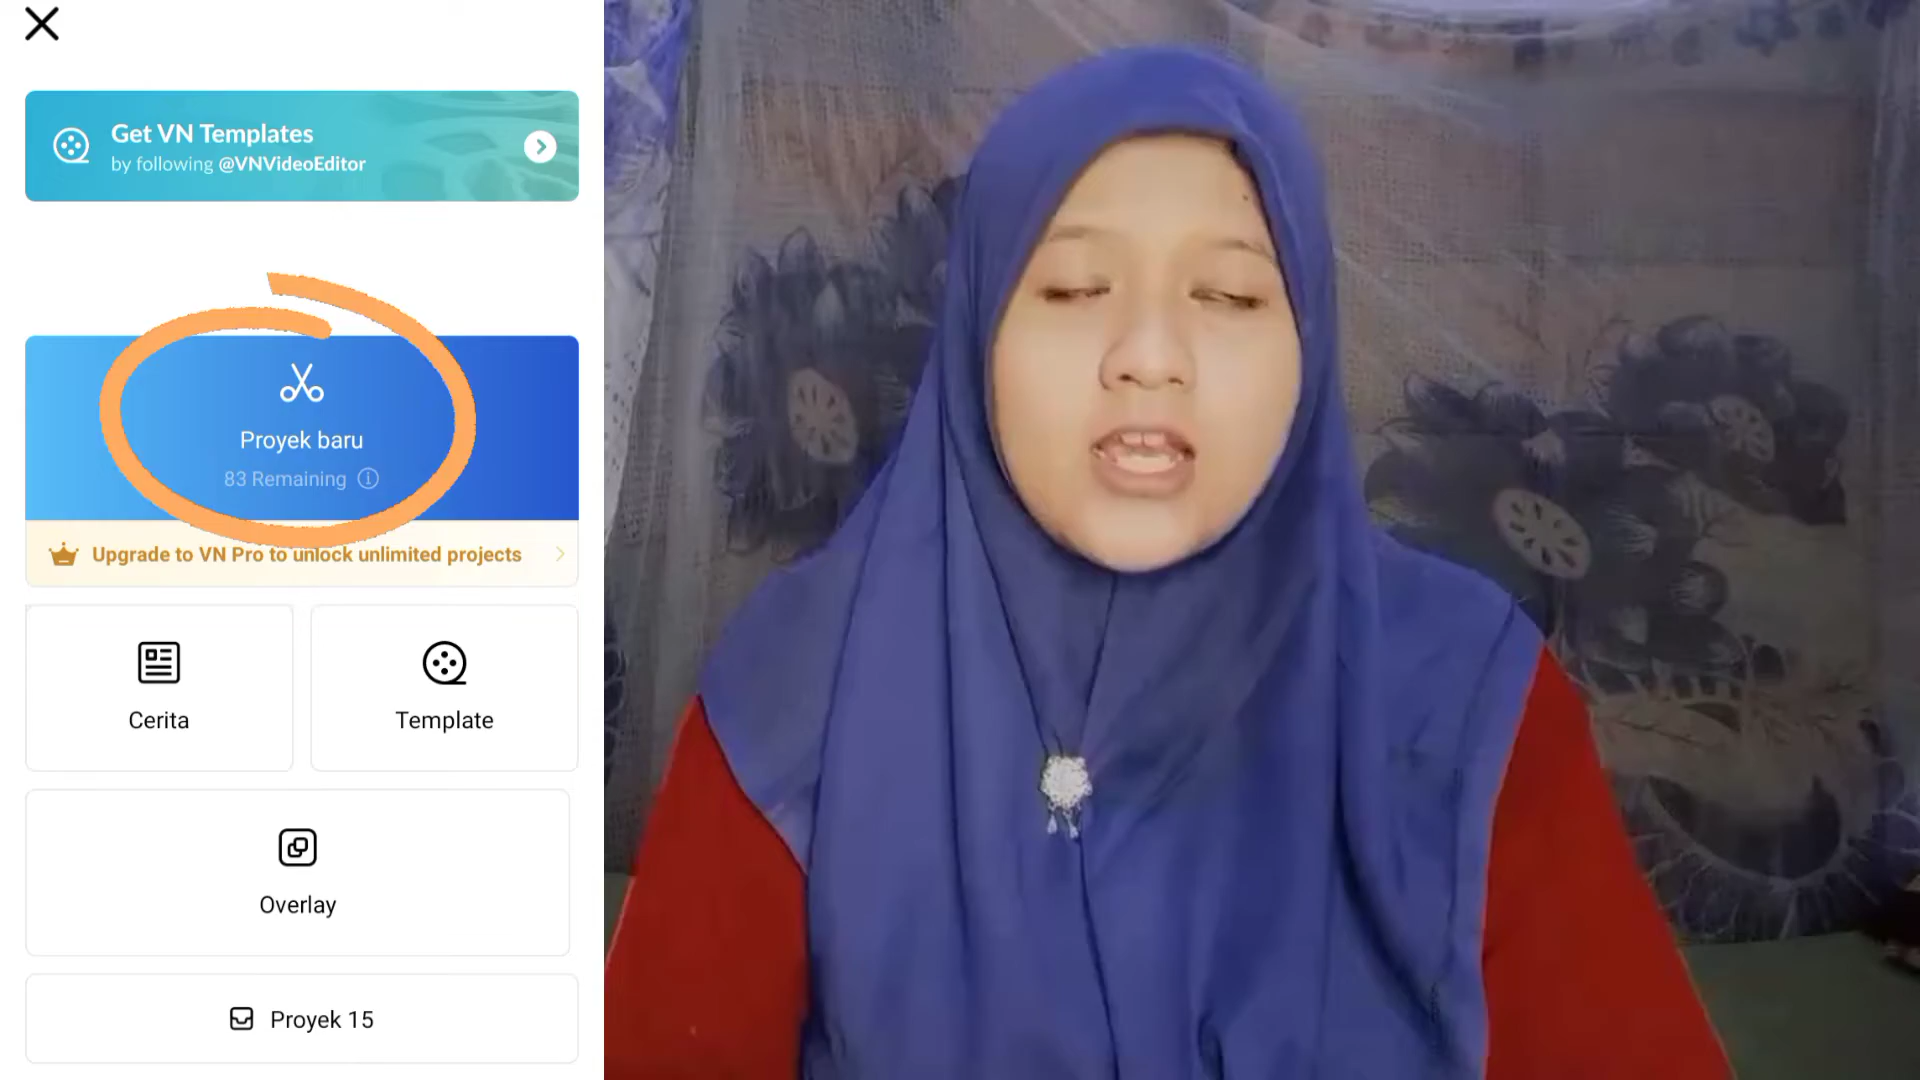 Get VN Templates
by following @VNVideoEditor
Proyek baru
83 Remaining
Upgrade to VN Pro to unlock unlimited projects
Cerita
Template
Overlay
Proyek 15